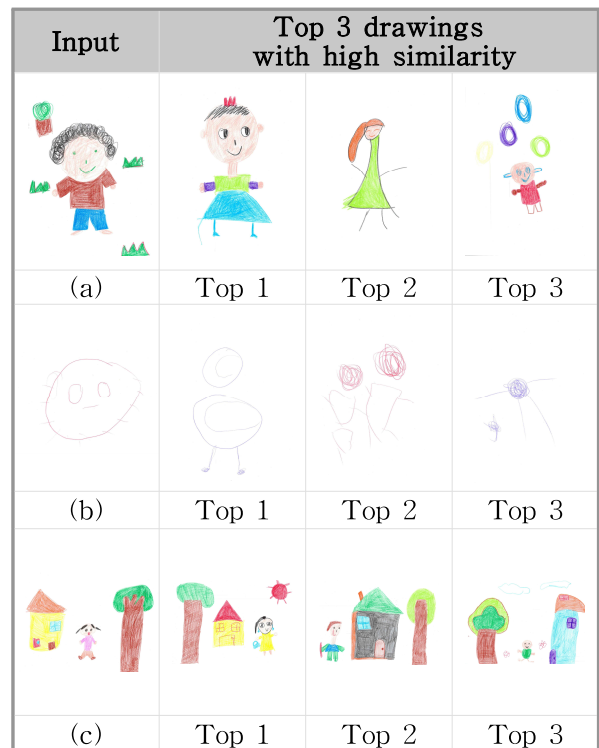 Input
Top 3 drawings
with high similarity
(a) Top 1 Top 2 Top 3
(b) Top 1 Top 2 Top 3
(c) Top 1 Top 2 Top 3